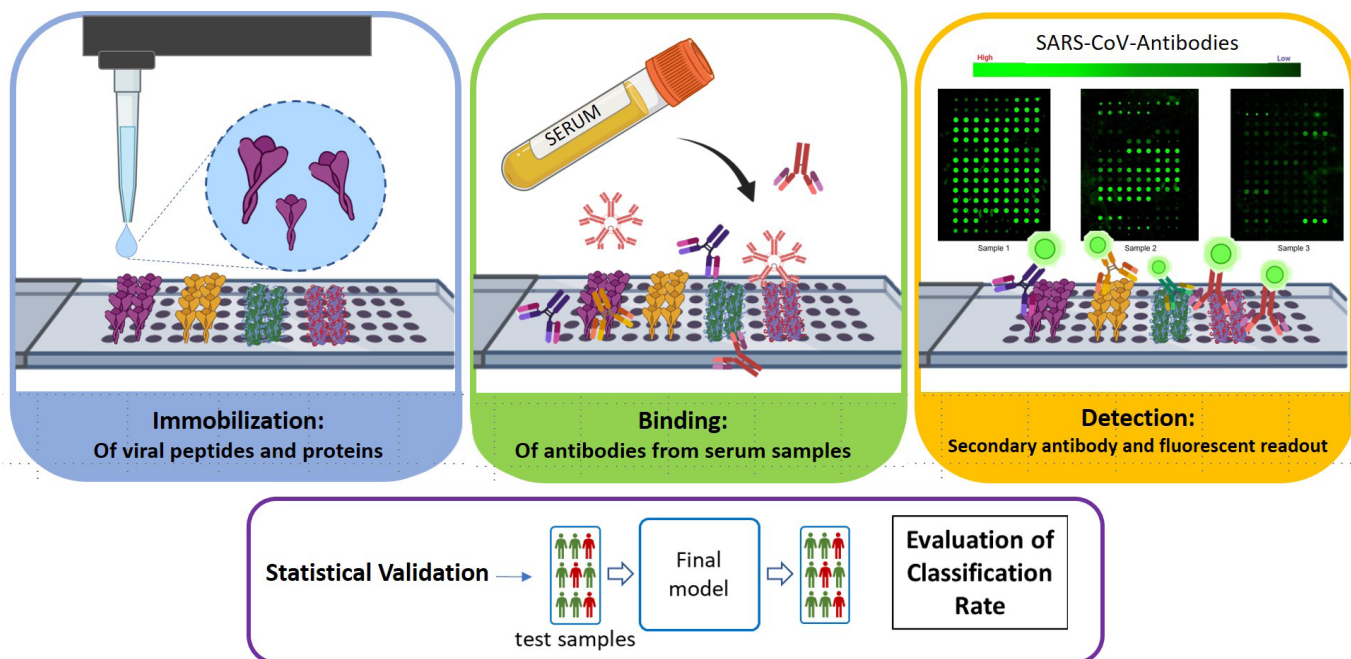 Immobilization:
Of viral peptides and proteins
SERUM
Binding:
Of antibodies from serum samples
SARS-CoV-Antibodies
High
Low
Sample 1
Sample 2
Sample 3
Detection:
Secondary antibody and fluorescent readout
Statistical Validation
test samples
Final
model
Evaluation of
Classification
Rate